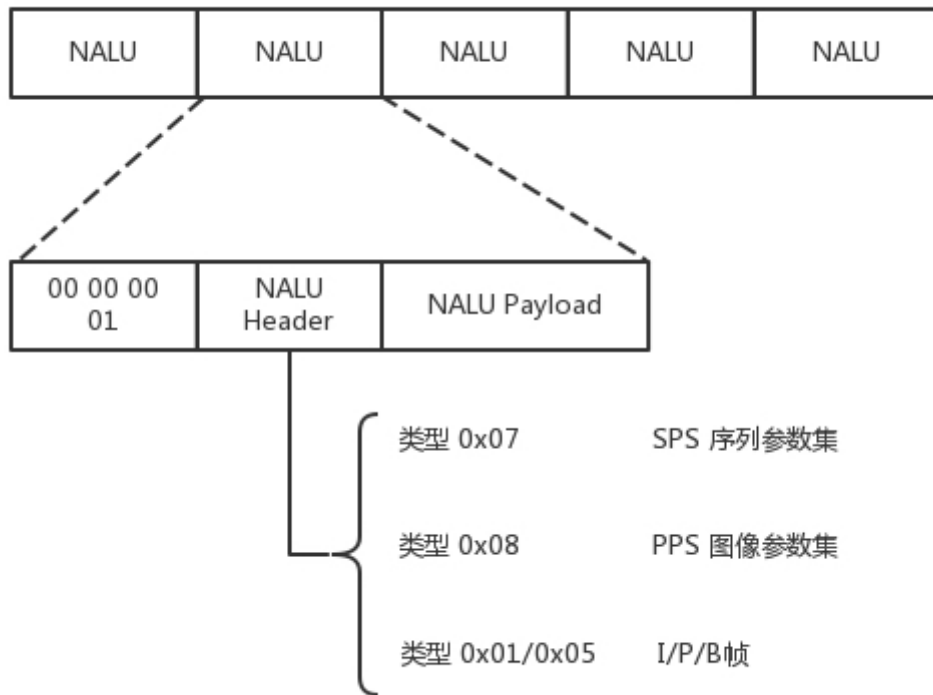 NALU NALU NALU NALU NALU
00 00 00
01
NALU
Header
NALU Payload
类型 0x07 SPS 序列参数集
类型 0x08 PPS 图像参数集
类型 0x01/0x05 I/P/B帧